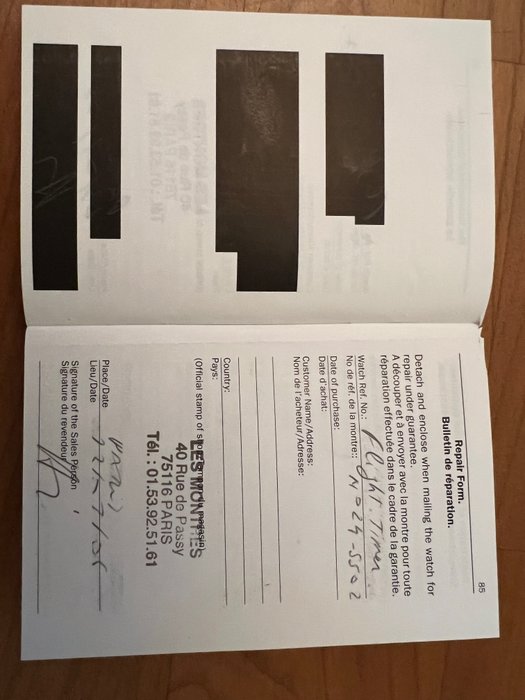 85
Repair Form.
Bulletin de réparation.
Detach and enclose when mailing the watch for
repair under guarantee.
A découper et à envoyer avec la montre pour toute
réparation effectuée dans le cadre de la garantie.
Watch Ref. No.: Flight. Timer
No de réf. de la montre: N° 24-5502
Date of purchase:
Date d'achat:
Customer Name/Address:
Nom de l'acheteur/Adresse:
Country:
Pays:
(Official stamp of
LES MONTRES
40 Rue de Passy
75116 PARIS
Tél. : 01.53.92.51.61
Place/Date
Lieu/Date
Signature of the Sales Person
Signature du revendeur